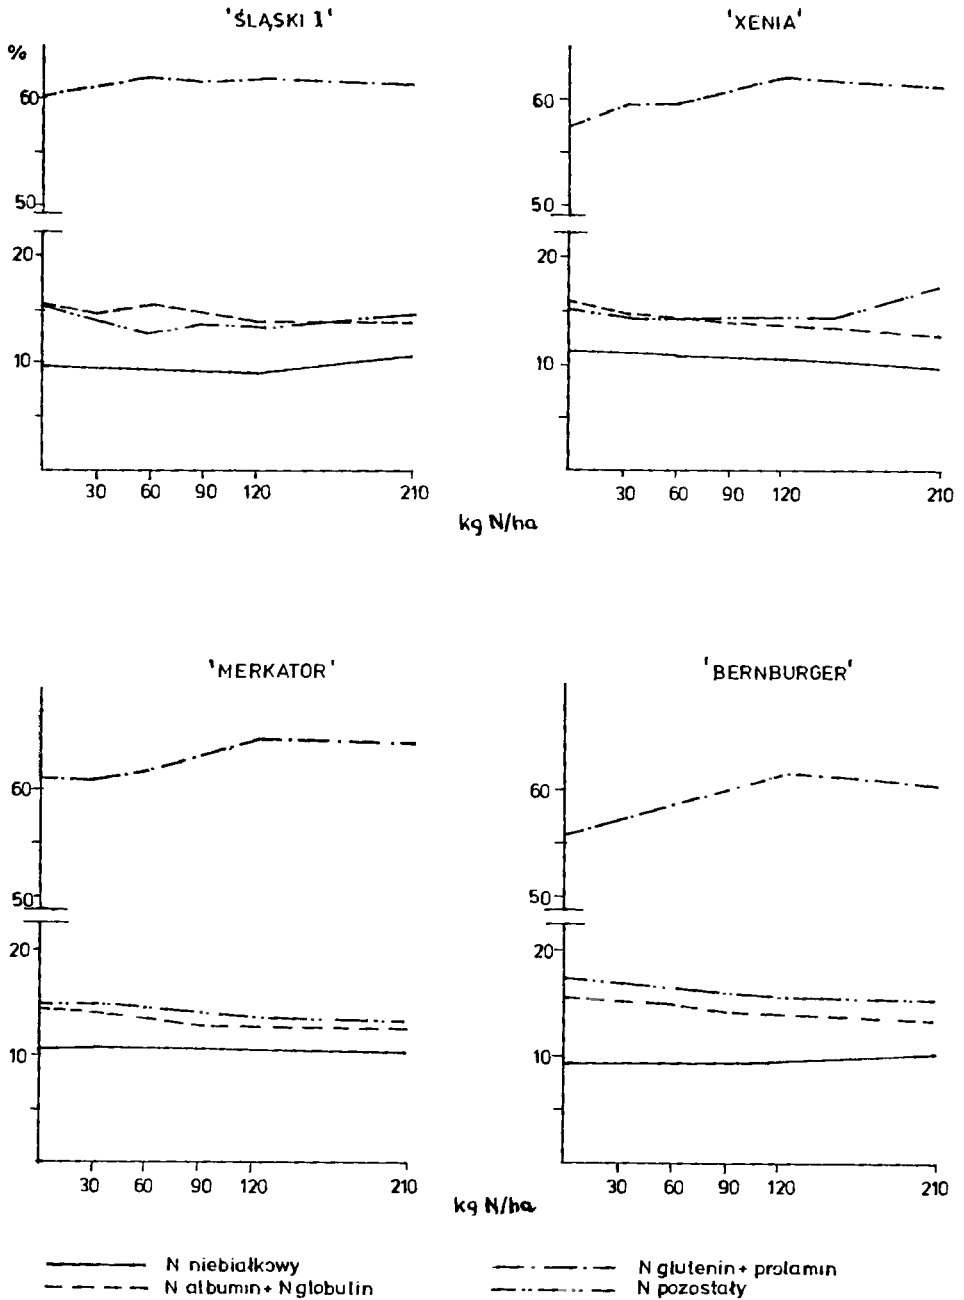 'ŚLĄSKI I'
'XENIA'
%
60
50
20
10
30 60 90 120 210
60
50
20
10
30 60 90 120 210
kg N/ha
'MERKATOR'
'BERNBURGER'
60
50
20
10
30 60 90 120 210
60
50
20
10
30 60 90 120 210
kg N/ha
N niebiałkowy
N albumin + N globulin
N glutenin + prolamin
N pozostały